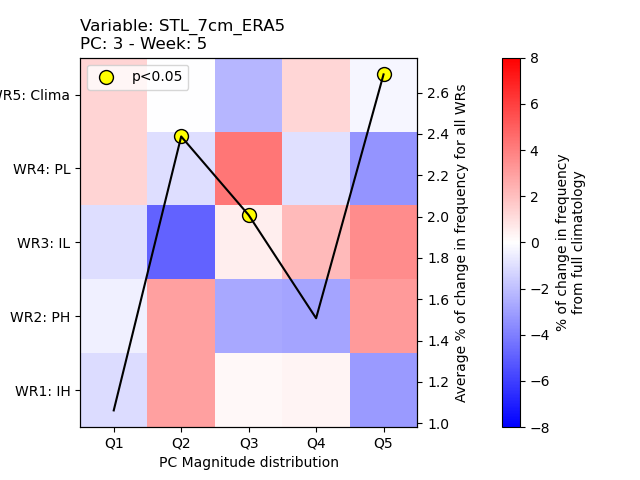 Variable: STL_7cm_ERA5
PC: 3 - Week: 5
p<0.05
WR5: Clima
WR4: PL
WR3: IL
WR2: PH
WR1: IH
Q1 Q2 Q3 Q4 Q5
PC Magnitude distribution
2.6
2.4
2.2
2.0
1.8
1.6
1.4
1.2
1.0
Average % of change in frequency for all WRs
8
6
4
2
0
−2
−4
−6
−8
% of change in frequency
from full climatology